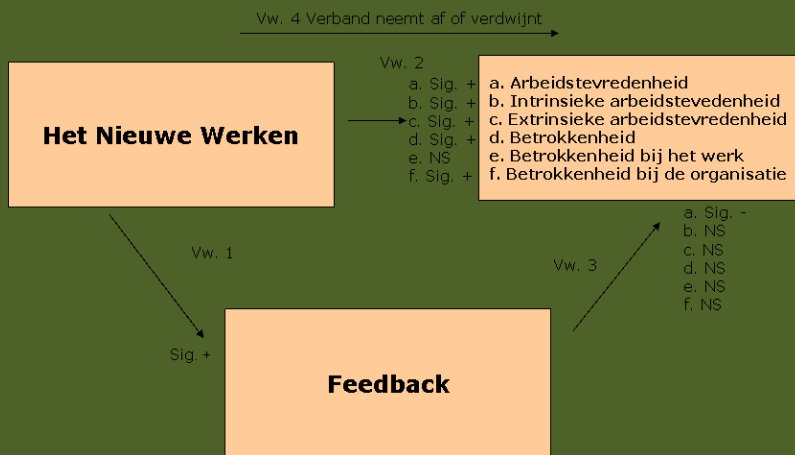 Vw. 4 Verband neemt af of verdwijnt
Vw. 2
a. Sig. +
b. Sig. +
c. Sig. +
d. Sig. +
e. NS
f. Sig. +
a. Arbeidstevredenheid
b. Intrinsieke arbeidstevedenheid
c. Extrinsieke arbeidstevredenheid
d. Betrokkenheid
e. Betrokkenheid bij het werk
f. Betrokkenheid bij de organisatie
Het Nieuwe Werken
a. Sig. -
b. NS
c. NS
d. NS
e. NS
f. NS
Vw. 1
Vw. 3
Sig. +
Feedback